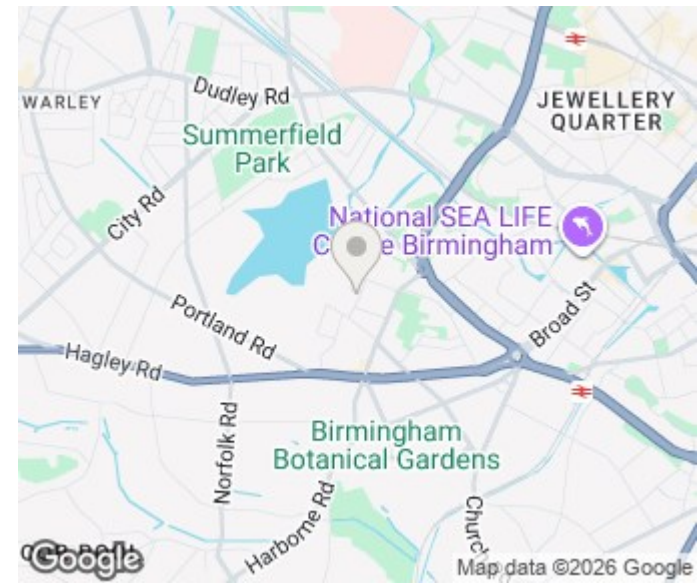 WARLEY
Dudley Rd
JEWELLERY
QUARTER
Summerfield
Park
City Rd
National SEA LIFE
Birmingham
Broad St
Portland Rd
Hagley Rd
Norfolk Rd
Birmingham
Botanical Gardens
Harborne Rd
Church
Google
Map data ©2026 Google